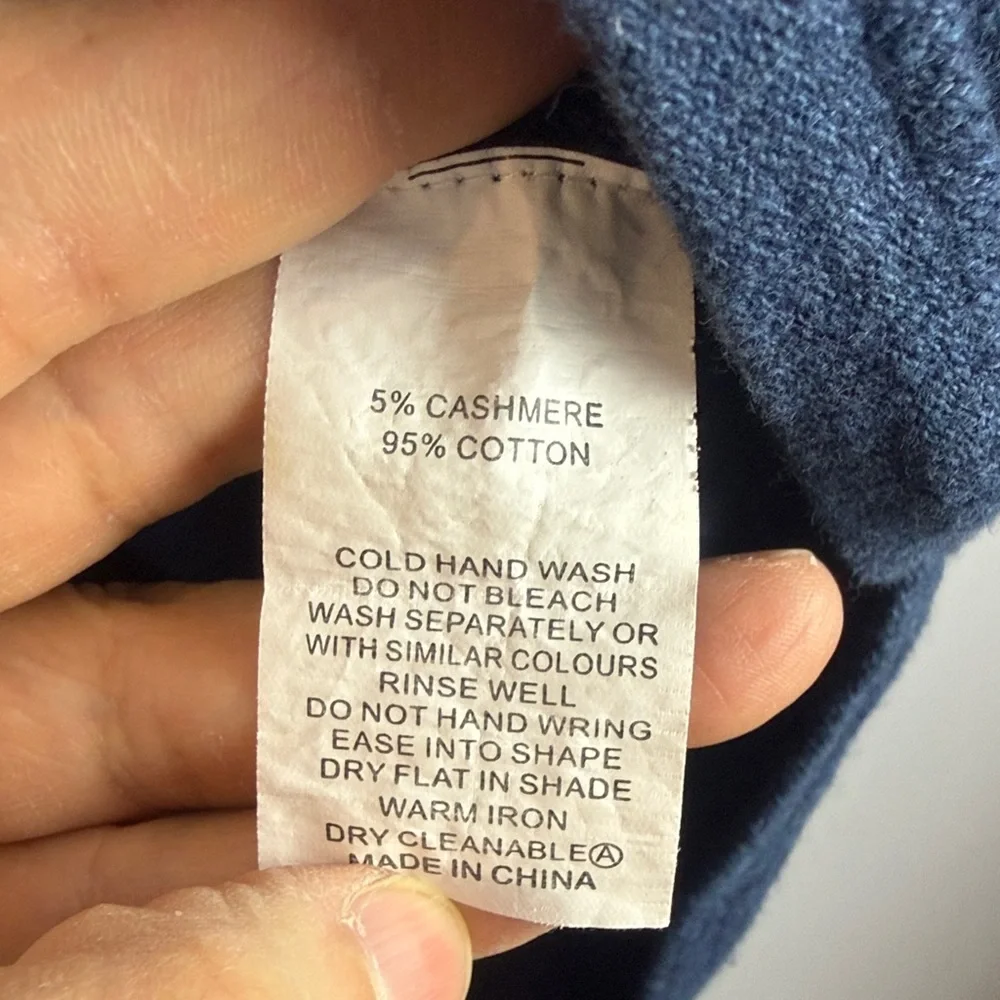 5% CASHMERE
95% COTTON
COLD HAND WASH
DO NOT BLEACH
WASH SEPARATELY OR
WITH SIMILAR COLOURS
RINSE WELL
DO NOT HAND WRING
EASE INTO SHAPE
DRY FLAT IN SHADE
WARM IRON
DRY CLEANABLEⒶ
MADE IN CHINA